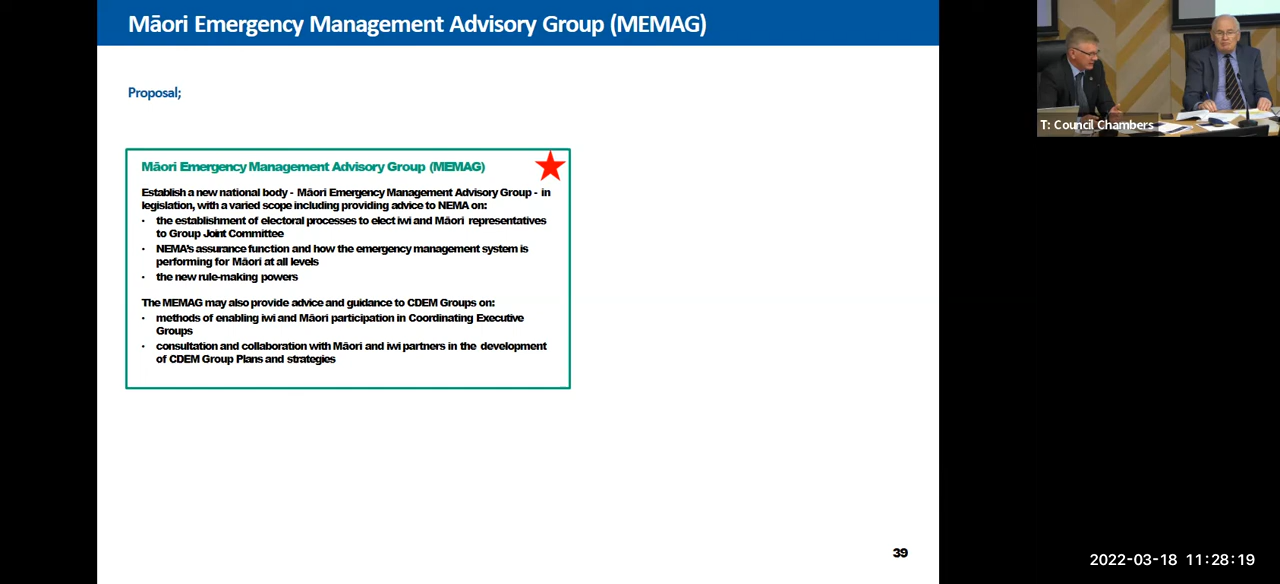 Māori Emergency Management Advisory Group (MEMAG)
Proposal;
Māori Emergency Management Advisory Group (MEMAG)
Establish a new national body - Māori Emergency Management Advisory Group - in
legislation, with a varied scope including providing advice to NEMA on:
· the establishment of electoral processes to elect iwi and Māori representatives
to Group Joint Committee
· NEMA's assurance function and how the emergency management system is
performing for Māori at all levels
· the new rule-making powers
The MEMAG may also provide advice and guidance to CDEM Groups on:
· methods of enabling iwi and Māori participation in Coordinating Executive
Groups
· consultation and collaboration with Māori and iwi partners in the development
of CDEM Group Plans and strategies
39
T: Council Chambers
2022-03-18 11:28:19